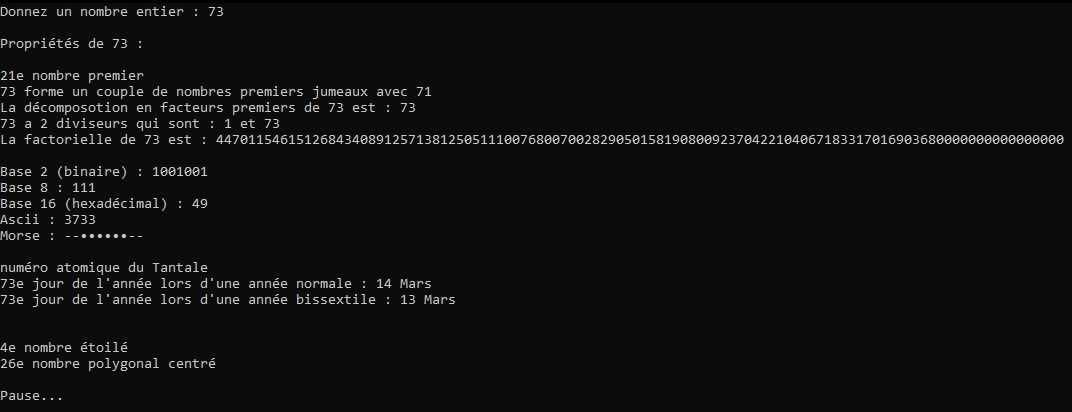 Donnez un nombre entier : 73
Propriétés de 73 :
21e nombre premier
73 forme un couple de nombres premiers jumeaux avec 71
La décomposotion en facteurs premiers de 73 est : 73
73 a 2 diviseurs qui sont : 1 et 73
La factorielle de 73 est : 4470115461512684340891257138125051110076800700282905015819080092370422104067183317016903680000000000000000
Base 2 (binaire) : 1001001
Base 8 : 111
Base 16 (hexadécimal) : 49
Ascii : 3733
Morse : --••••••--
numéro atomique du Tantale
73e jour de l'année lors d'une année normale : 14 Mars
73e jour de l'année lors d'une année bissextile : 13 Mars
4e nombre étoilé
26e nombre polygonal centré
Pause...